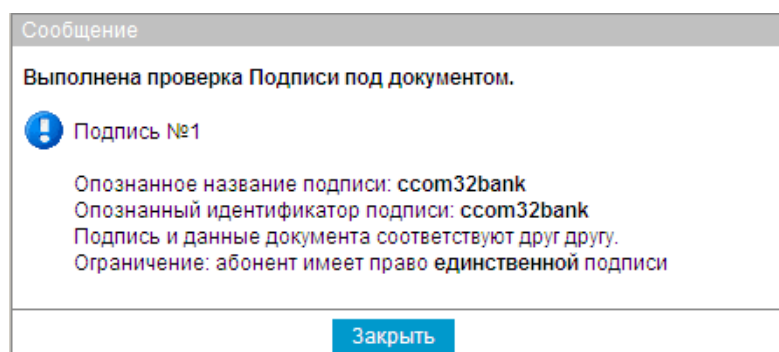 Сообщение
Выполнена проверка Подписи под документом.
Подпись №1
Опознанное название подписи: ccom32bank
Опознанный идентификатор подписи: ccom32bank
Подпись и данные документа соответствуют друг другу.
Ограничение: абонент имеет право единственной подписи
Закрыть